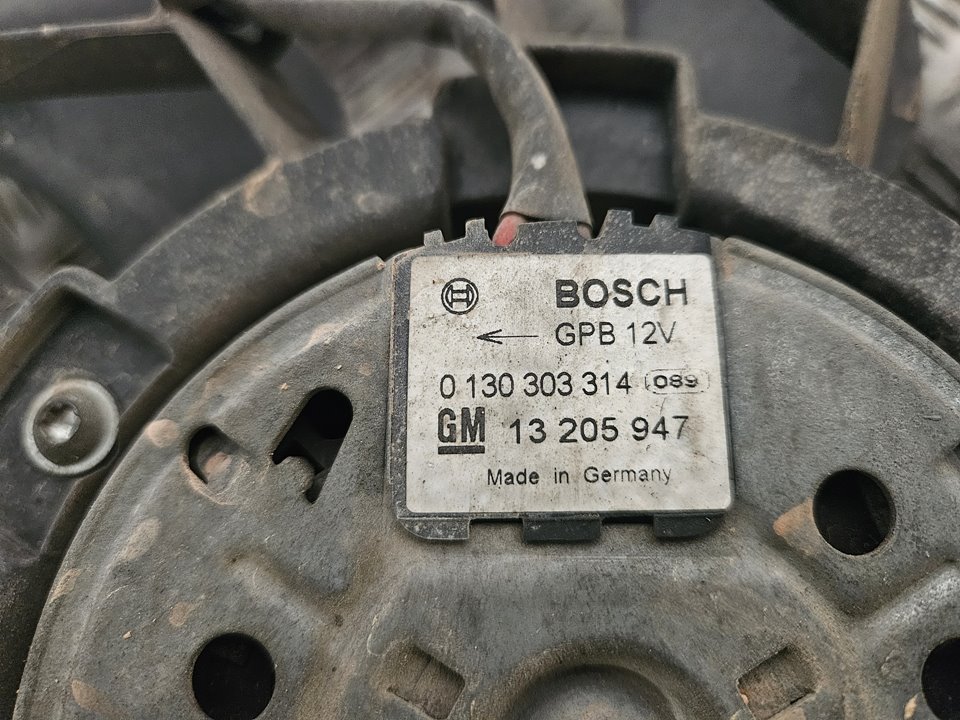 BOSCH
GPB 12V
0 130 303 314 089
GM 13 205 947
Made in Germany